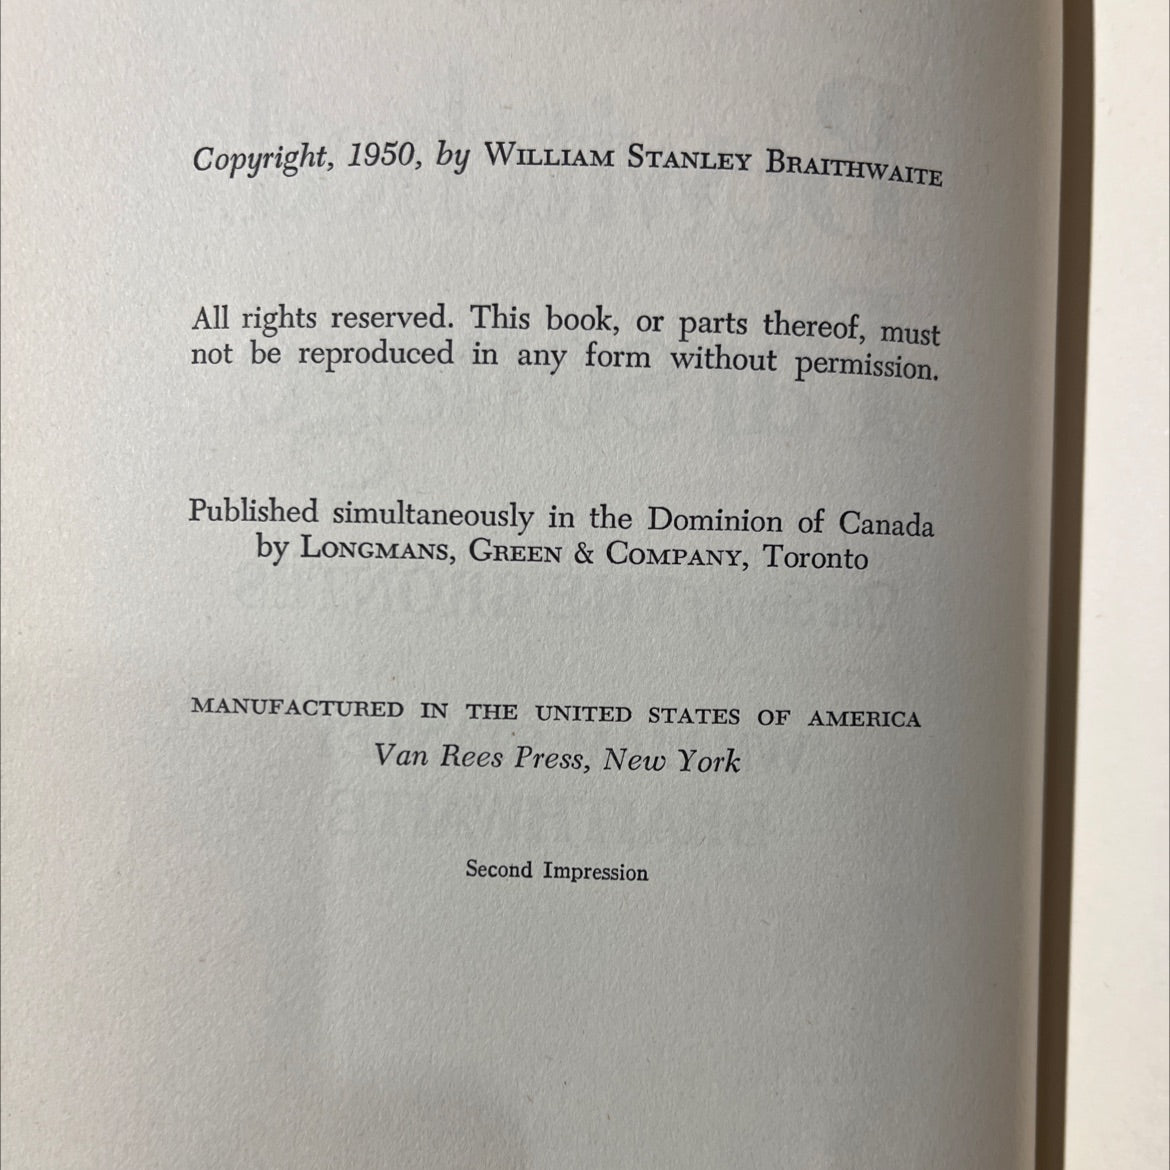 Copyright, 1950, by William Stanley Braithwaite
All rights reserved. This book, or parts thereof, must
not be reproduced in any form without permission.
Published simultaneously in the Dominion of Canada
by Longmans, Green & Company, Toronto
MANUFACTURED IN THE UNITED STATES OF AMERICA
Van Rees Press, New York
Second Impression